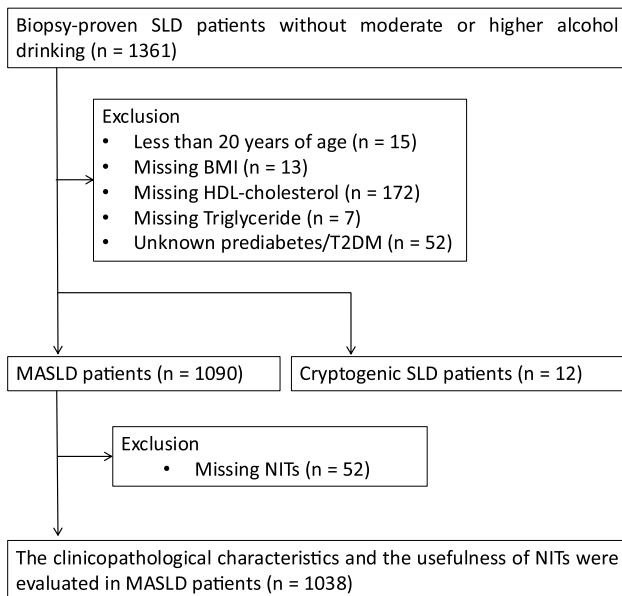 Biopsy-proven SLD patients without moderate or higher alcohol
drinking (n = 1361)
Exclusion
• Less than 20 years of age (n = 15)
• Missing BMI (n = 13)
• Missing HDL-cholesterol (n = 172)
• Missing Triglyceride (n = 7)
• Unknown prediabetes/T2DM (n = 52)
MASLD patients (n = 1090)
Cryptogenic SLD patients (n = 12)
Exclusion
• Missing NITs (n = 52)
The clinicopathological characteristics and the usefulness of NITs were
evaluated in MASLD patients (n = 1038)